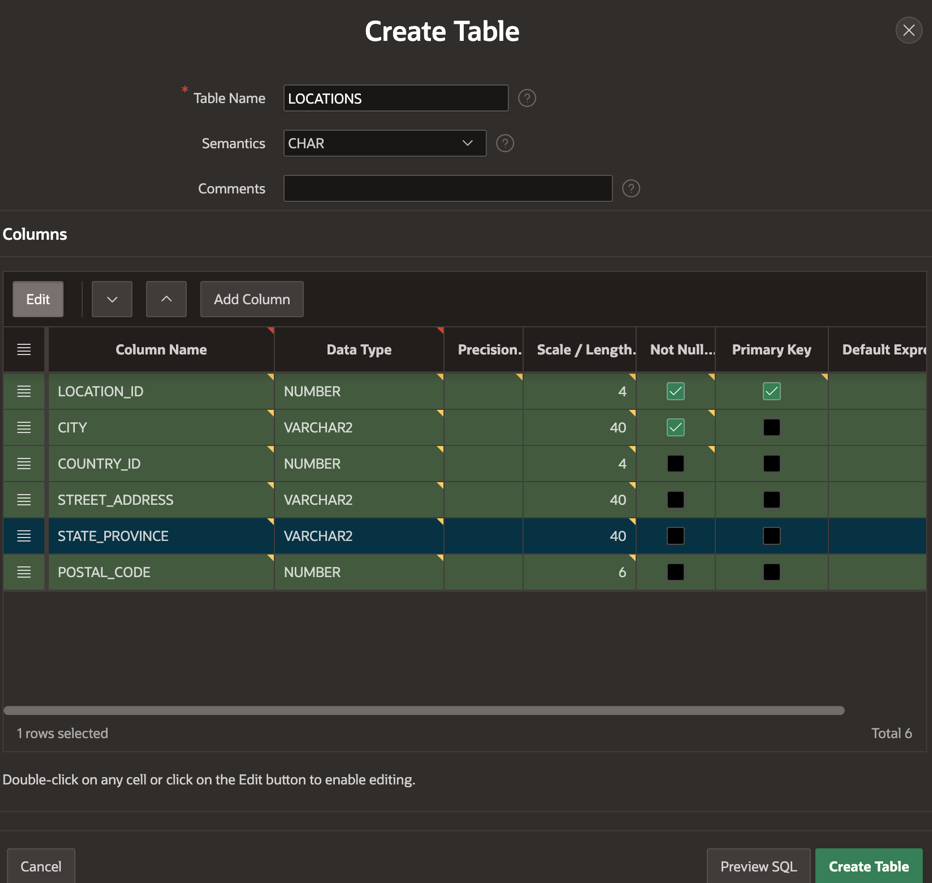 Create Table
* Table Name LOCATIONS ?
Semantics CHAR ?
Comments ?
Columns
Edit Add Column
Column Name Data Type Precision. Scale / Length. Not Null... Primary Key Default Expre
LOCATION_ID NUMBER 4
CITY VARCHAR2 40
COUNTRY_ID NUMBER 4
STREET_ADDRESS VARCHAR2 40
STATE_PROVINCE VARCHAR2 40
POSTAL_CODE NUMBER 6
1 rows selected Total 6
Double-click on any cell or click on the Edit button to enable editing.
Cancel Preview SQL Create Table